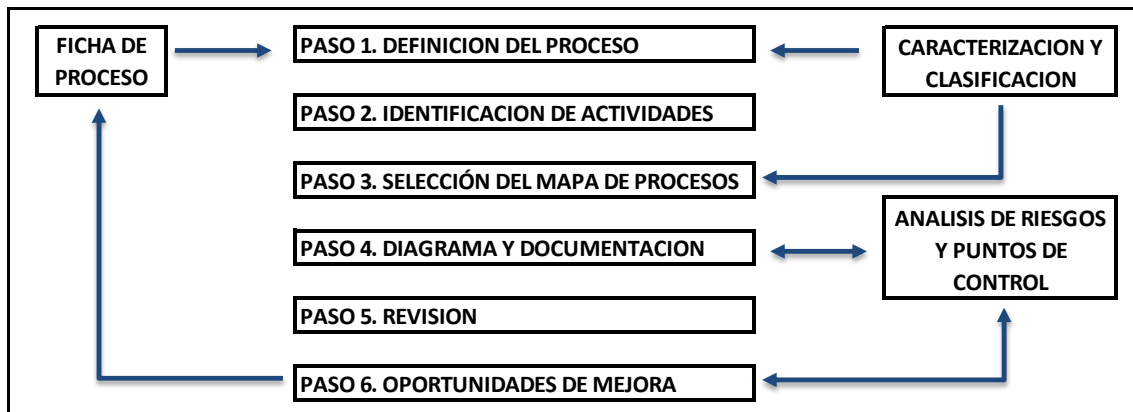 FICHA DE
PROCESO
PASO 1. DEFINICION DEL PROCESO
CARACTERIZACION Y
CLASIFICACION
PASO 2. IDENTIFICACION DE ACTIVIDADES
PASO 3. SELECCIÓN DEL MAPA DE PROCESOS
PASO 4. DIAGRAMA Y DOCUMENTACION
ANALISIS DE RIESGOS
Y PUNTOS DE
CONTROL
PASO 5. REVISION
PASO 6. OPORTUNIDADES DE MEJORA